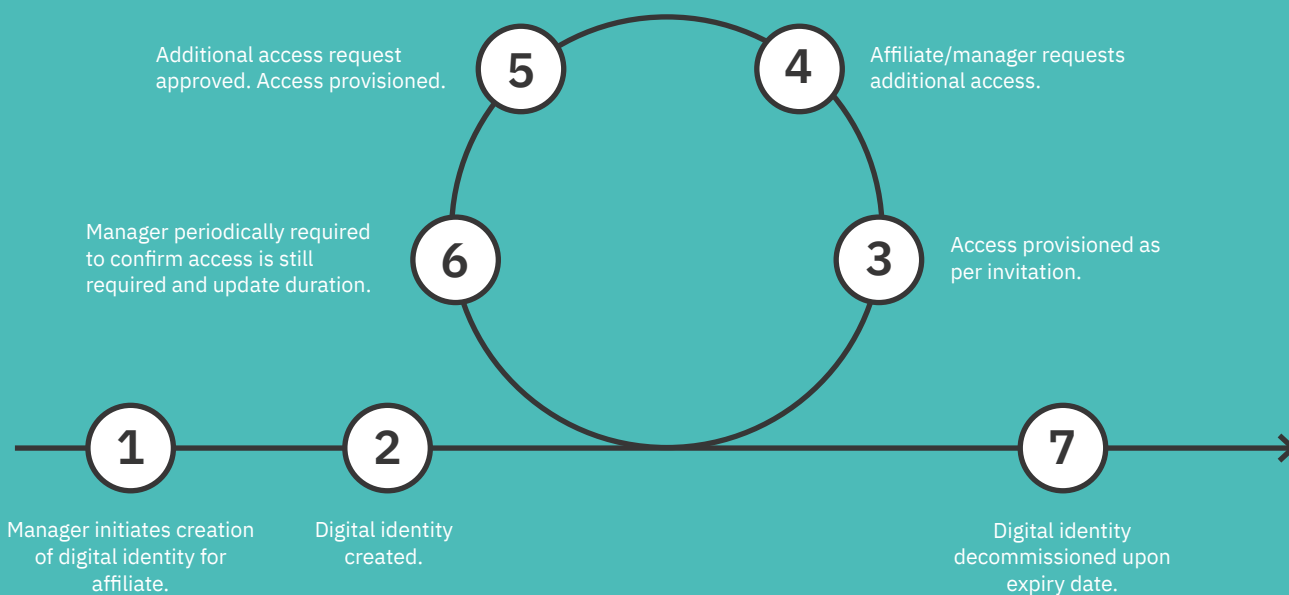 5
Additional access request
approved. Access provisioned.
4
Affiliate/manager requests
additional access.
6
Manager periodically required
to confirm access is still
required and update duration.
3
Access provisioned as
per invitation.
1
Manager initiates creation
of digital identity for
affiliate.
2
Digital identity
created.
7
Digital identity
decommissioned upon
expiry date.